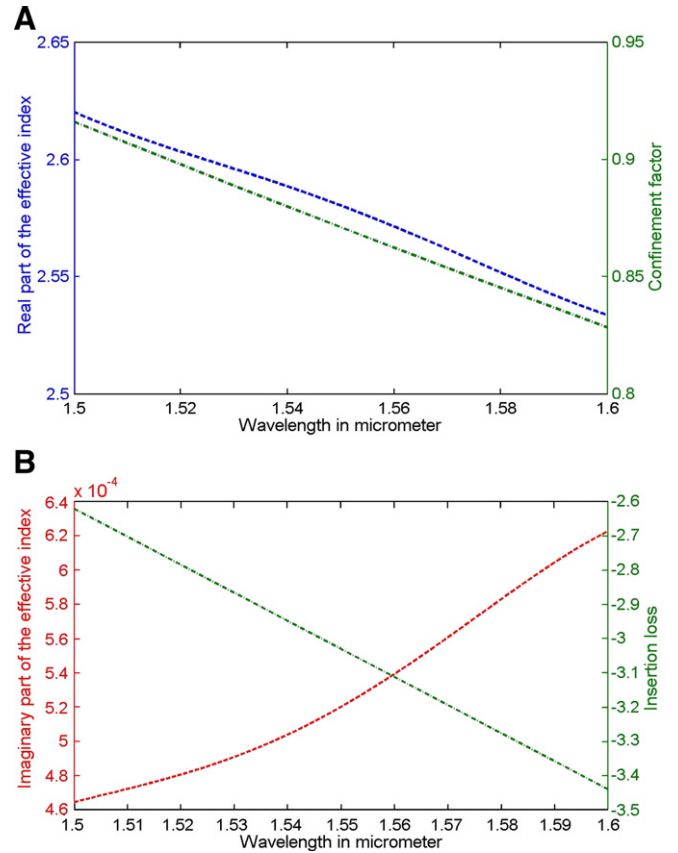 A
2.65
2.6
2.55
2.5
Real part of the effective index
0.95
0.9
0.85
0.8
Confinement factor
1.5 1.52 1.54 1.56 1.58 1.6
Wavelength in micrometer
B
x 10^-4
6.4
6.2
6
5.8
5.6
5.4
5.2
5
4.8
4.6
Imaginary part of the effective index
-2.6
-2.7
-2.8
-2.9
-3
-3.1
-3.2
-3.3
-3.4
-3.5
Insertion loss
1.5 1.51 1.52 1.53 1.54 1.55 1.56 1.57 1.58 1.59 1.6
Wavelength in micrometer